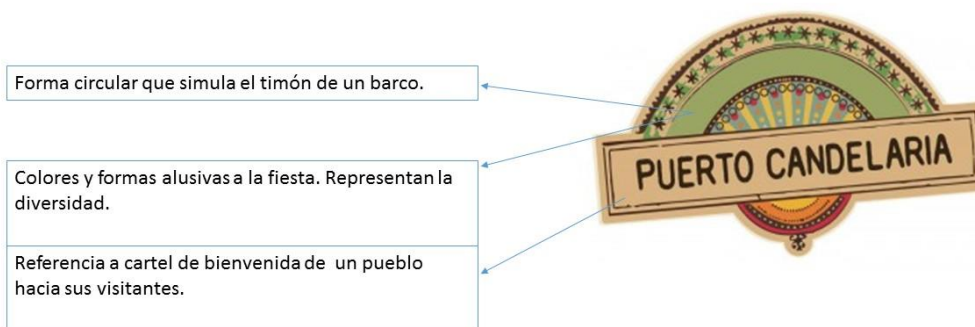 Forma circular que simula el timón de un barco.
Colores y formas alusivas a la fiesta. Representan la
diversidad.
Referencia a cartel de bienvenida de un pueblo
hacia sus visitantes.
PUERTO CANDELARIA